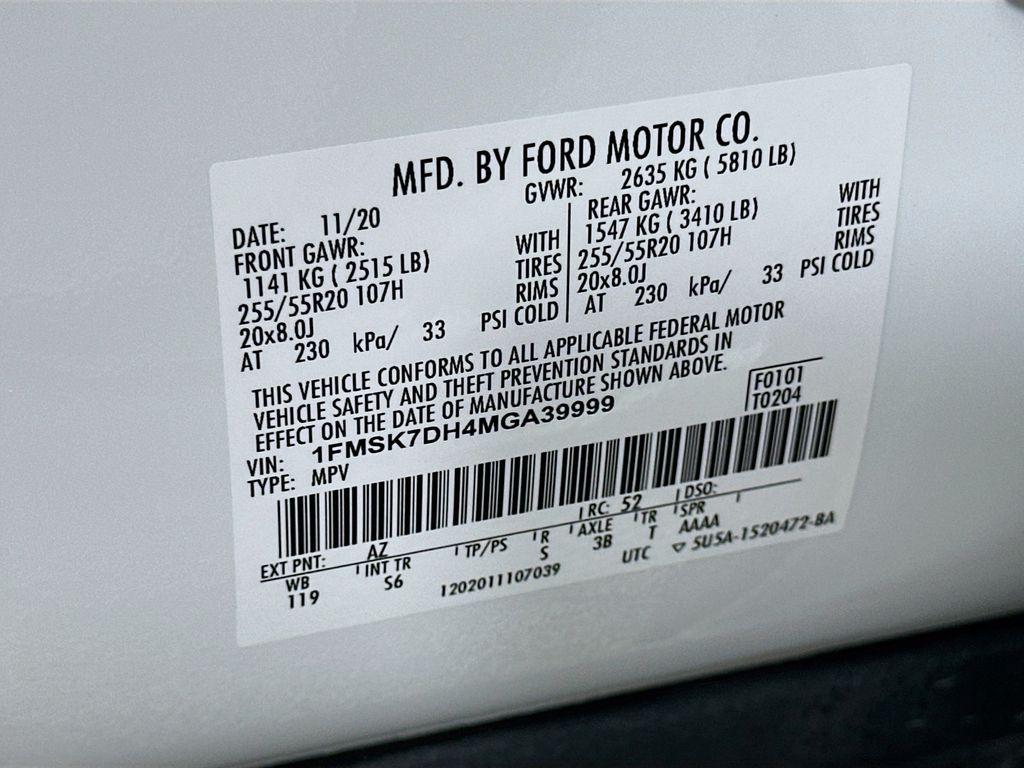 MFD. BY FORD MOTOR CO.
DATE: 11/20 GVWR: 2635 KG ( 5810 LB)
FRONT GAWR: REAR GAWR:
1141 KG ( 2515 LB) WITH 1547 KG ( 3410 LB) WITH
255/55R20 107H TIRES 255/55R20 107H TIRES
20x8.0J RIMS 20x8.0J RIMS
AT 230 kPa/ 33 PSI COLD AT 230 kPa/ 33 PSI COLD
THIS VEHICLE CONFORMS TO ALL APPLICABLE FEDERAL MOTOR
VEHICLE SAFETY AND THEFT PREVENTION STANDARDS IN
EFFECT ON THE DATE OF MANUFACTURE SHOWN ABOVE.
VIN: 1FMSK7DH4MGA39999 F0101
TYPE: MPV T0204
EXT PNT: AZ RC: 52 DSO:
WB INT TR TP/PS R AXLE TR SPR
119 S6 S 3B T AAAA
1202011107039 UTC ▽ 5U5A-1520472-BA